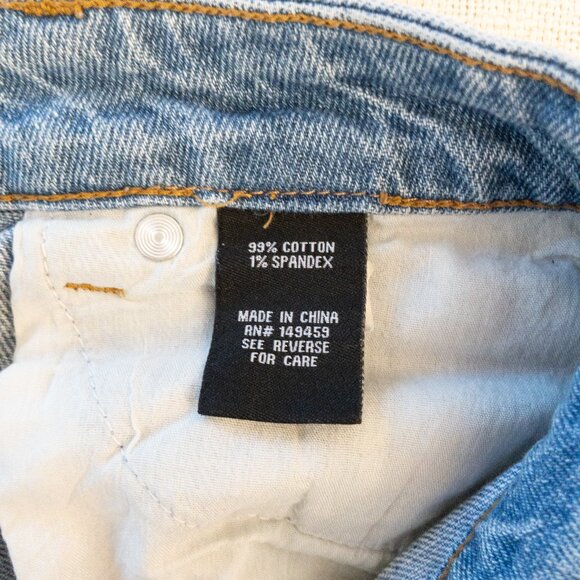 99% COTTON
1% SPANDEX
MADE IN CHINA
RN# 149459
SEE REVERSE
FOR CARE